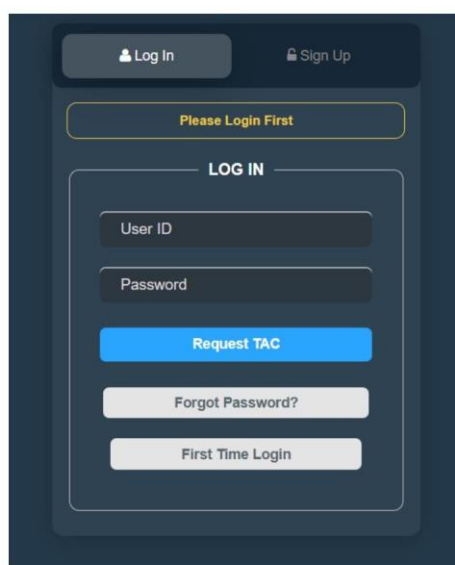 Log In
Sign Up
Please Login First
LOG IN
User ID
Password
Request TAC
Forgot Password?
First Time Login